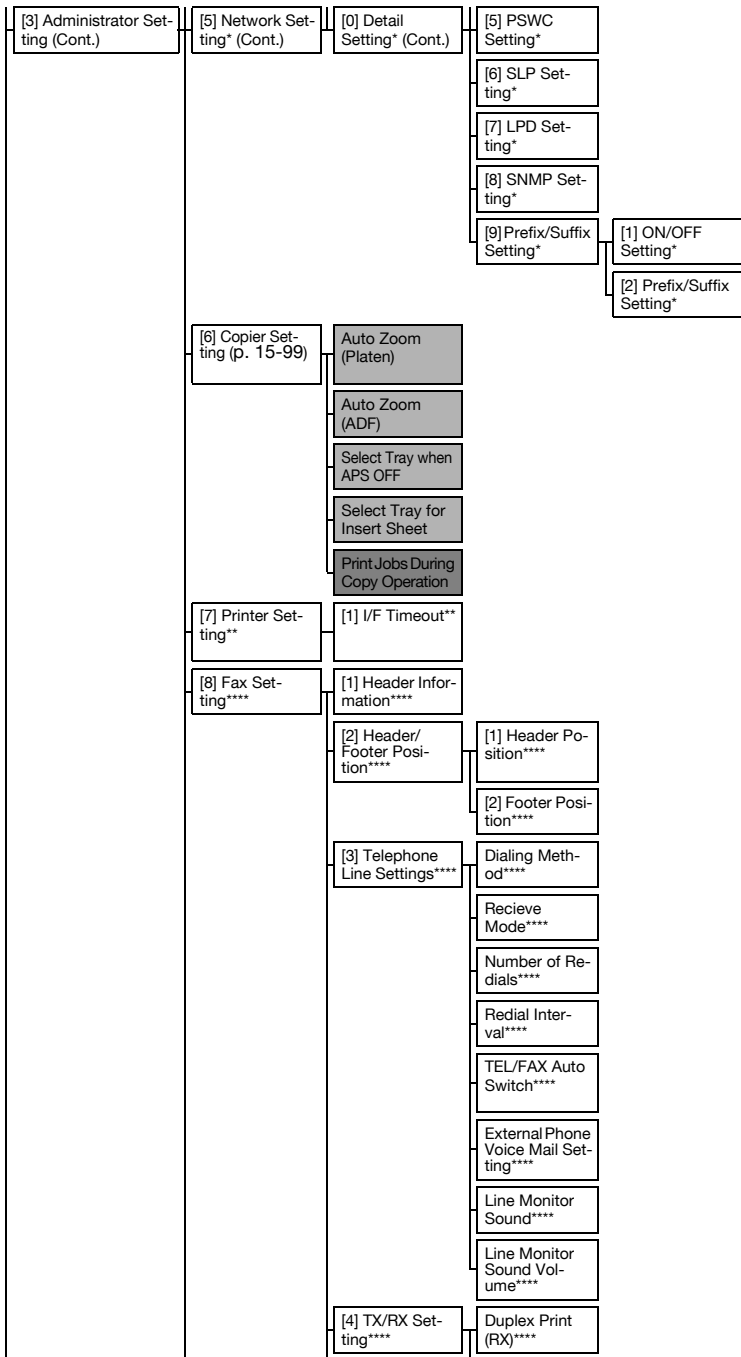 [3] Administrator Set-
ting (Cont.)
[5] Network Set-
ting* (Cont.)
[0] Detail
Setting* (Cont.)
[5] PSWC
Setting*
[6] SLP Set-
ting*
[7] LPD Set-
ting*
[8] SNMP Set-
ting*
[9] Prefix/Suffix
Setting*
[1] ON/OFF
Setting*
[2] Prefix/Suffix
Setting*
[6] Copier Set-
ting (p. 15-99)
Auto Zoom
(Platen)
Auto Zoom
(ADF)
Select Tray when
APS OFF
Select Tray for
Insert Sheet
Print Jobs During
Copy Operation
[7] Printer Set-
ting**
[1] I/F Timeout**
[8] Fax Set-
ting****
[1] Header Infor-
mation****
[2] Header/
Footer Posi-
tion****
[1] Header Po-
sition****
[2] Footer Posi-
tion****
[3] Telephone
Line Settings****
Dialing Meth-
od****
Recieve
Mode****
Number of Re-
dials****
Redial Inter-
val****
TEL/FAX Auto
Switch****
External Phone
Voice Mail Set-
ting****
Line Monitor
Sound****
Line Monitor
Sound Vol-
ume****
[4] TX/RX Set-
ting****
Duplex Print
(RX)****